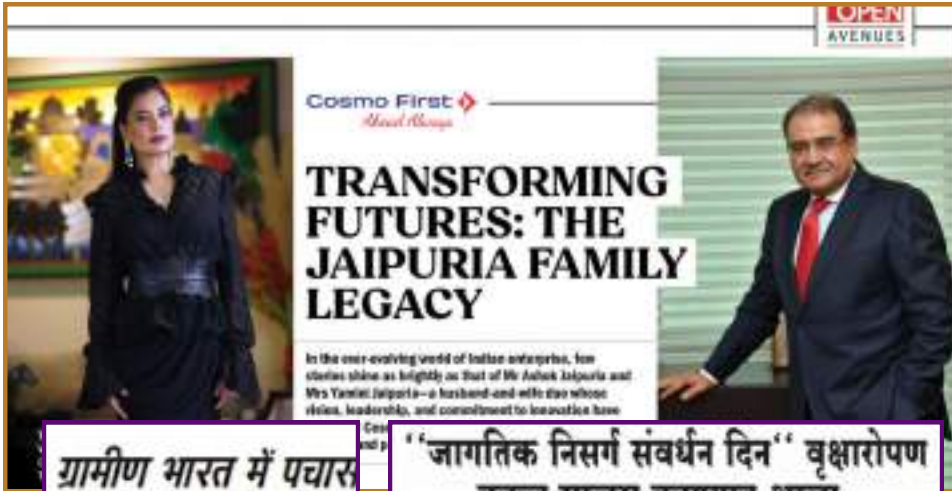 OPEN
AVENUES
Cosmo First
Ahead Always
TRANSFORMING
FUTURES: THE
JAIPURIA FAMILY
LEGACY
In the ever-evolving world of Indian enterprise, few
stories shine as brightly as that of Mr Ashok Jaipuria and
Mrs Yamini Jaipuria—a husband-and-wife duo whose
vision, leadership, and commitment to innovation have
ग्रामीण भारत में पचास
‘‘जागतिक निसर्ग संवर्धन दिन‘‘ वृक्षारोपण